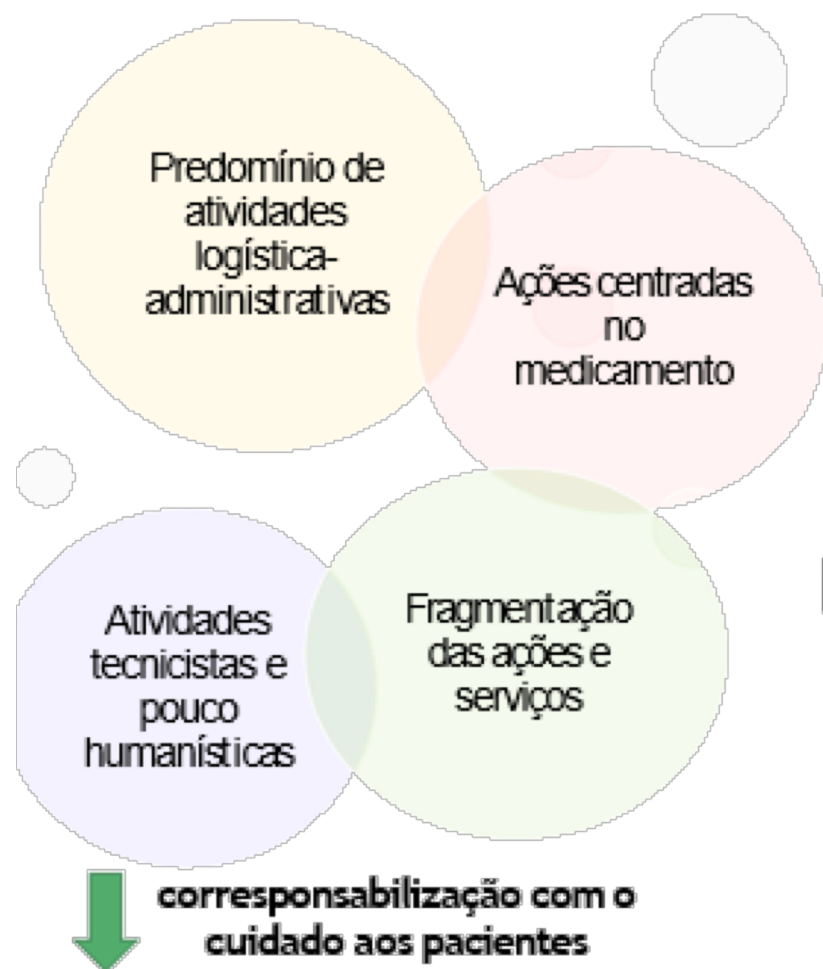 Predomínio de
atividades
logística-
administrativas
Ações centradas
no
medicamento
Fragmentação
das ações e
serviços
Atividades
tecnicistas e
pouco
humanísticas
corresponsabilização com o
cuidado aos pacientes